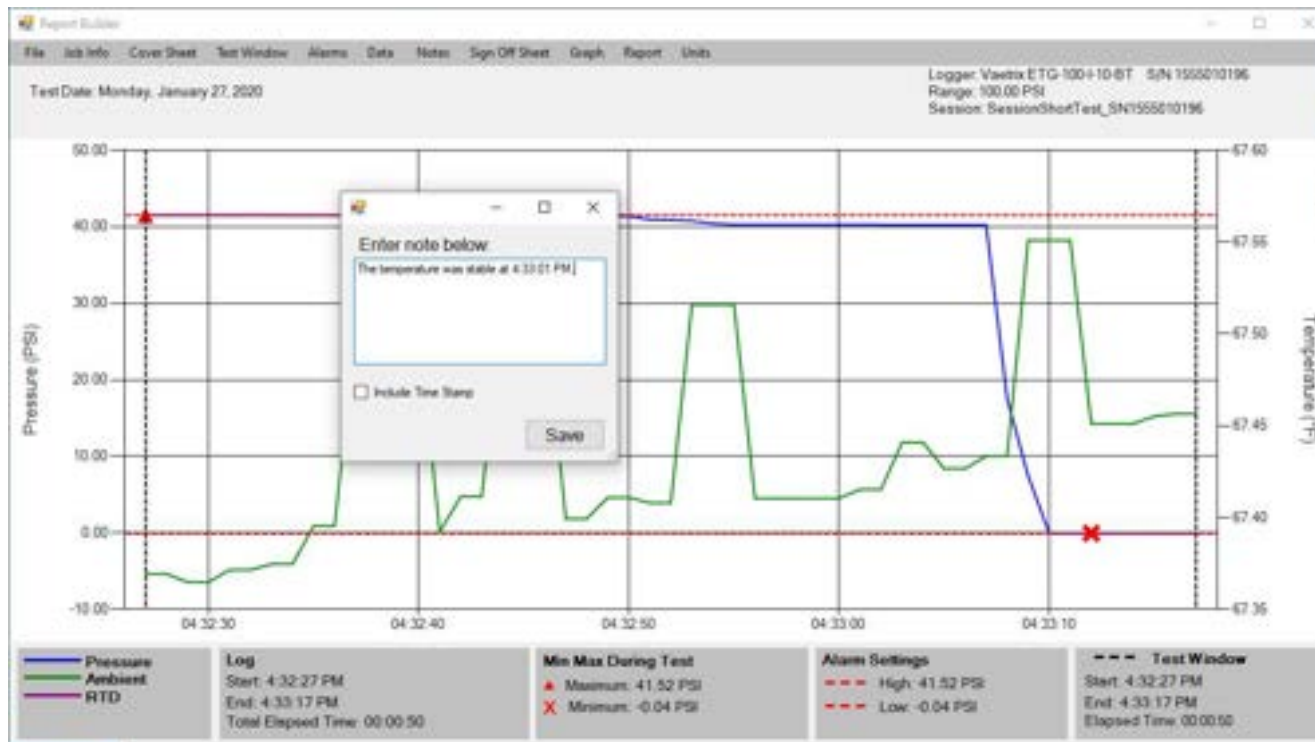 Report Builder
File Job Info Cover Sheet Test Window Alarms Data Notes Sign Off Sheet Graph Report Units
Test Date: Monday, January 27, 2020
Logger: Vaetrix ETG-100-I-10-BT S/N 1555010196
Range: 100.00 PSI
Session: SessionShortTest_SN1555010196
50.00
40.00
30.00
20.00
10.00
0.00
-10.00
Pressure (PSI)
67.60
67.55
67.50
67.45
67.40
67.35
Temperature (°F)
Enter note below
The temperature was stable at 4:33:01 PM.
Include Time Stamp
Save
04:32:30 04:32:40 04:32:50 04:33:00 04:33:10
Pressure
Ambient
RTD
Log
Start: 4:32:27 PM
End: 4:33:17 PM
Total Elapsed Time: 00:00:50
Min Max During Test
Maximum: 41.52 PSI
Minimum: -0.04 PSI
Alarm Settings
High: 41.52 PSI
Low: -0.04 PSI
Test Window
Start: 4:32:27 PM
End: 4:33:17 PM
Elapsed Time: 00:00:50